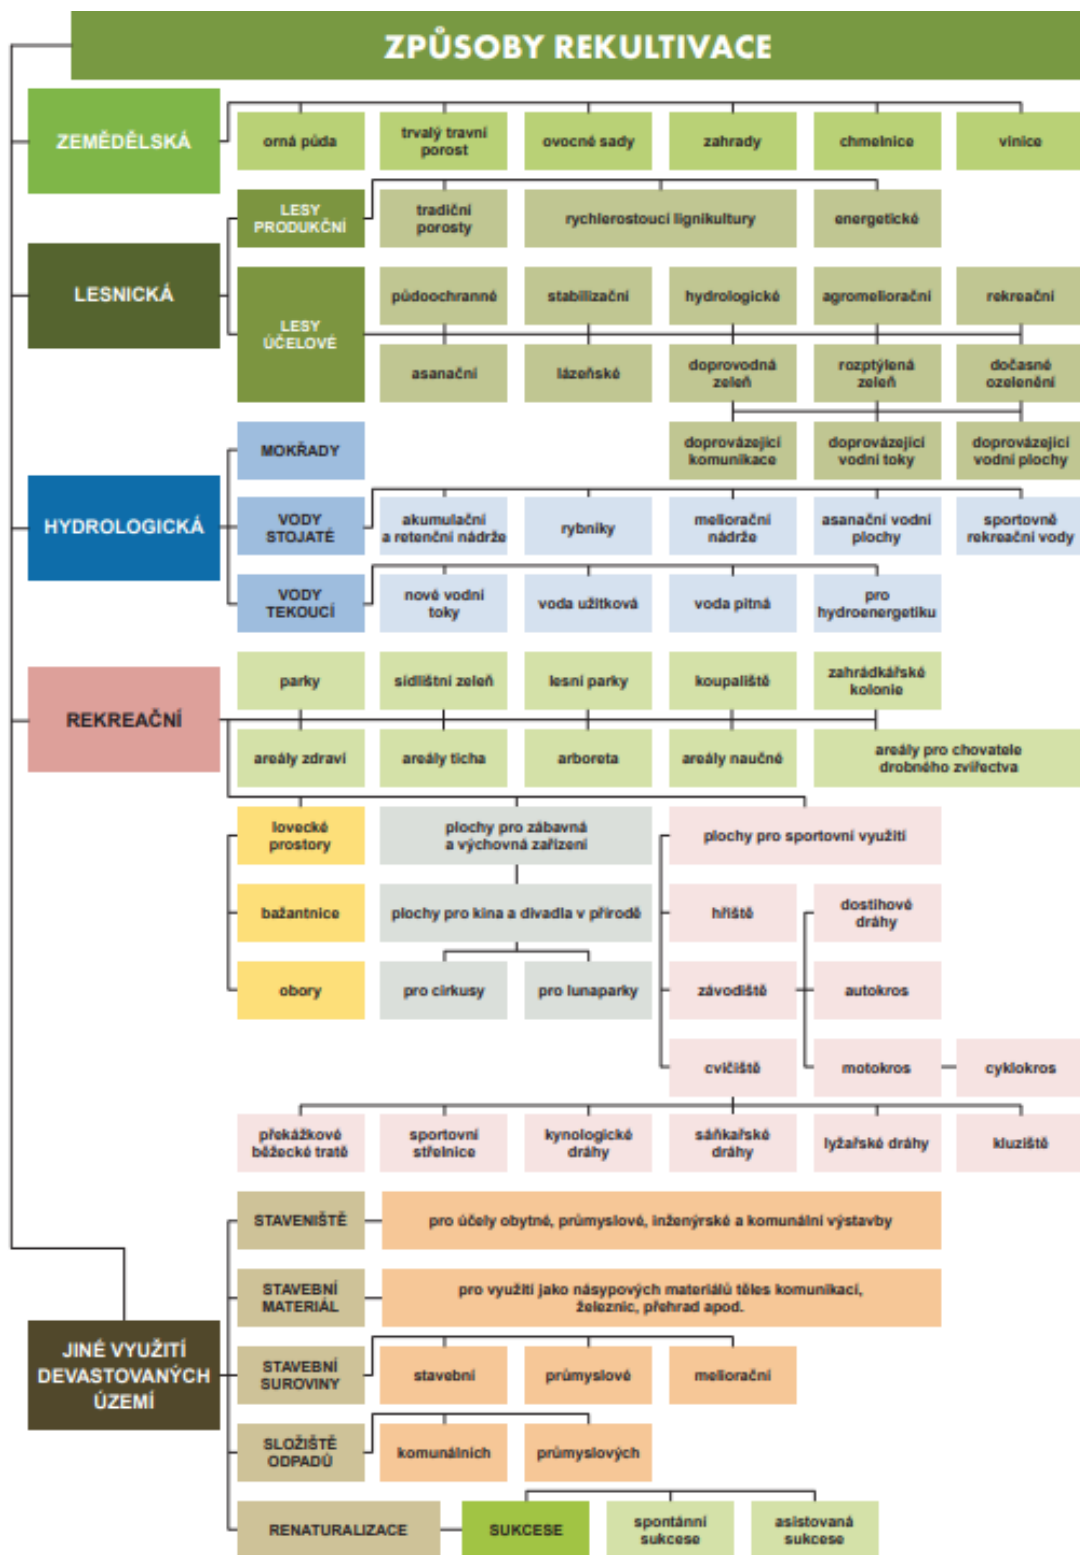 ZPŮSOBY REKULTIVACE
ZEMĚDĚLSKÁ
orná půda
trvalý travní
porost
ovocné sady
zahrady
chmelnice
vinice
LESNICKÁ
LESY
PRODUKČNÍ
tradiční
porosty
rychlerostoucí lignikultury
energetické
LESY
ÚČELOVÉ
půdoochranné
stabilizační
hydrologické
agromeliorační
rekreační
asanační
lázeňské
doprovodná
zeleň
rozptýlená
zeleň
dočasné
ozelenění
doprovázející
komunikace
doprovázející
vodní toky
doprovázející
vodní plochy
HYDROLOGICKÁ
MOKŘADY
VODY
STOJATÉ
akumulační
a retenční nádrže
rybníky
meliorační
nádrže
asanační vodní
plochy
sportovně
rekreační vody
VODY
TEKOUCÍ
nové vodní
toky
voda užitková
voda pitná
pro
hydroenergetiku
REKREAČNÍ
parky
sídlištní zeleň
lesní parky
koupaliště
zahrádkářské
kolonie
areály zdraví
areály ticha
arboreta
areály naučné
areály pro chovatele
drobného zvířectva
lovecké
prostory
plochy pro zábavná
a výchovná zařízení
plochy pro sportovní využití
bažantnice
plochy pro kina a divadla v přírodě
hřiště
dostihové
dráhy
obory
pro cirkusy
pro lunaparky
závodiště
autokros
cvičiště
motokros
cyklokros
překážkové
běžecké tratě
sportovní
střelnice
kynologické
dráhy
sáňkařské
dráhy
lyžařské dráhy
kluziště
JINÉ VYUŽITÍ
DEVASTOVANÝCH
ÚZEMÍ
STAVENIŠTĚ
pro účely obytné, průmyslové, inženýrské a komunální výstavby
STAVEBNÍ
MATERIÁL
pro využití jako násypových materiálů těles komunikací,
železnic, přehrad apod.
STAVEBNÍ
SUROVINY
stavební
průmyslové
meliorační
SLOŽIŠTĚ
ODPADŮ
komunálních
průmyslových
RENATURALIZACE
SUKCESE
spontánní
sukcese
asistovaná
sukcese